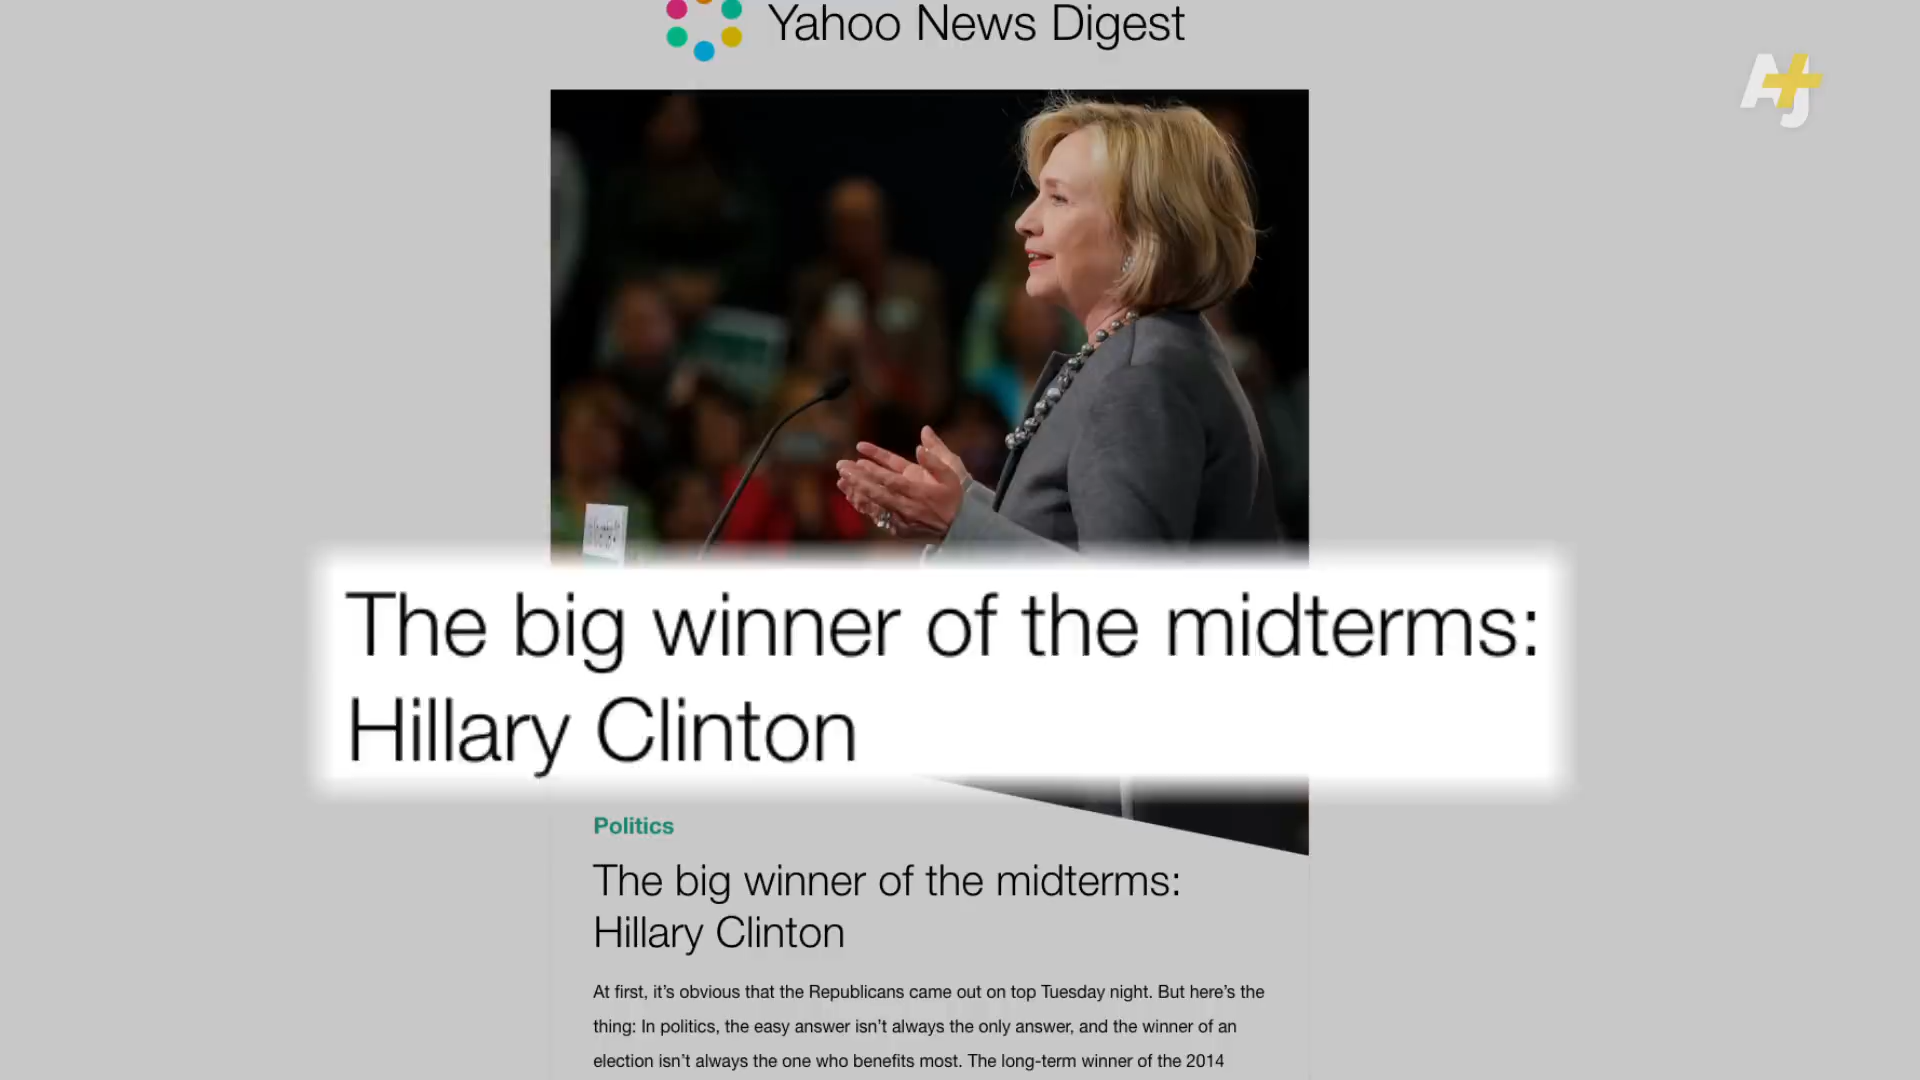 Yahoo News Digest
AJ+
The big winner of the midterms:
Hillary Clinton
Politics
The big winner of the midterms:
Hillary Clinton
At first, it’s obvious that the Republicans came out on top Tuesday night. But here’s the
thing: In politics, the easy answer isn’t always the only answer, and the winner of an
election isn’t always the one who benefits most. The long-term winner of the 2014